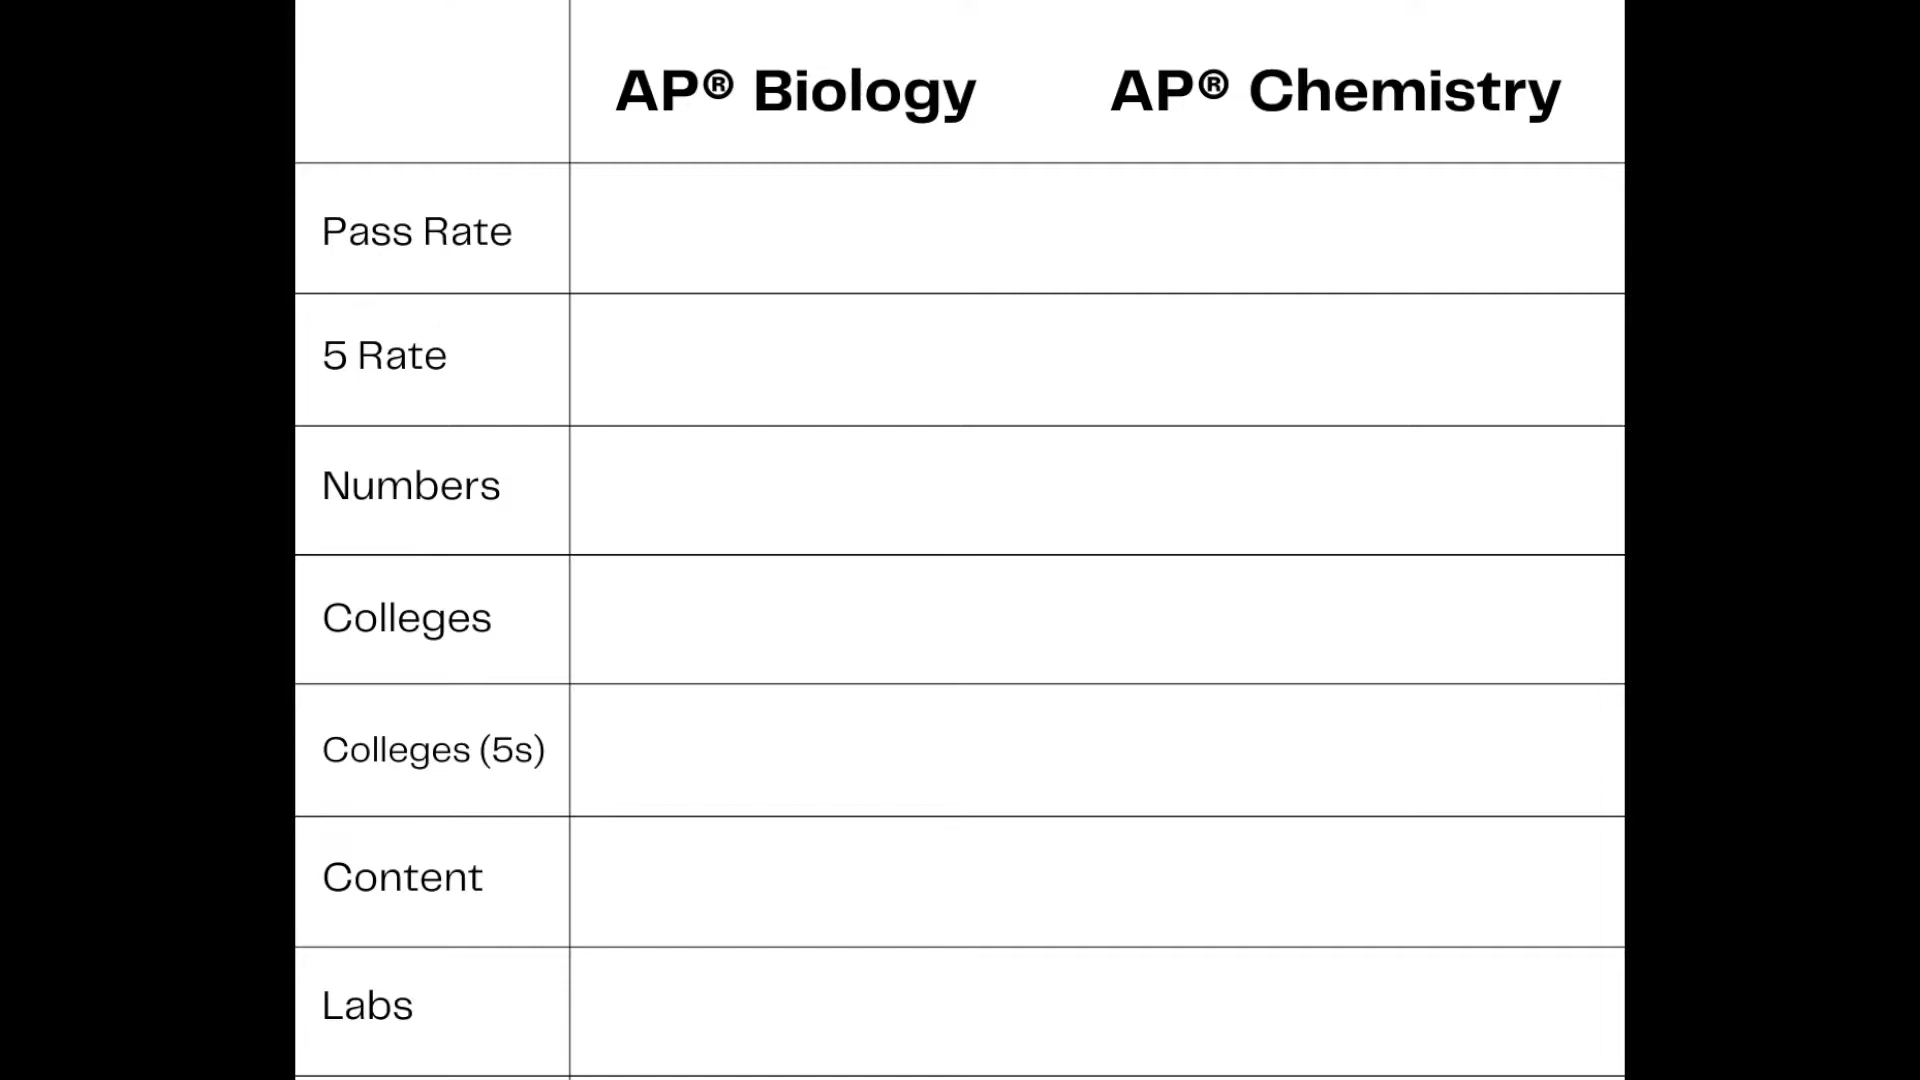 AP® Biology AP® Chemistry
Pass Rate
5 Rate
Numbers
Colleges
Colleges (5s)
Content
Labs